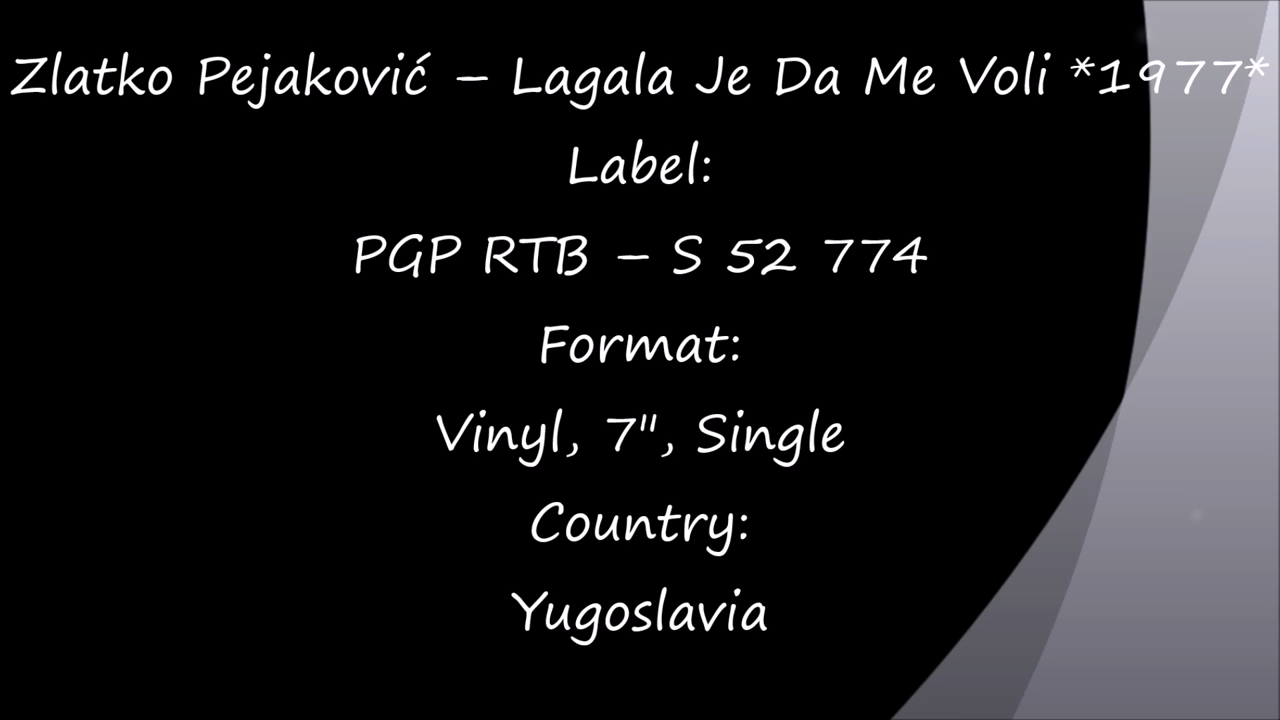 Zlatko Pejaković – Lagala Je Da Me Voli *1977*
Label:
PGP RTB – S 52 774
Format:
Vinyl, 7", Single
Country:
Yugoslavia